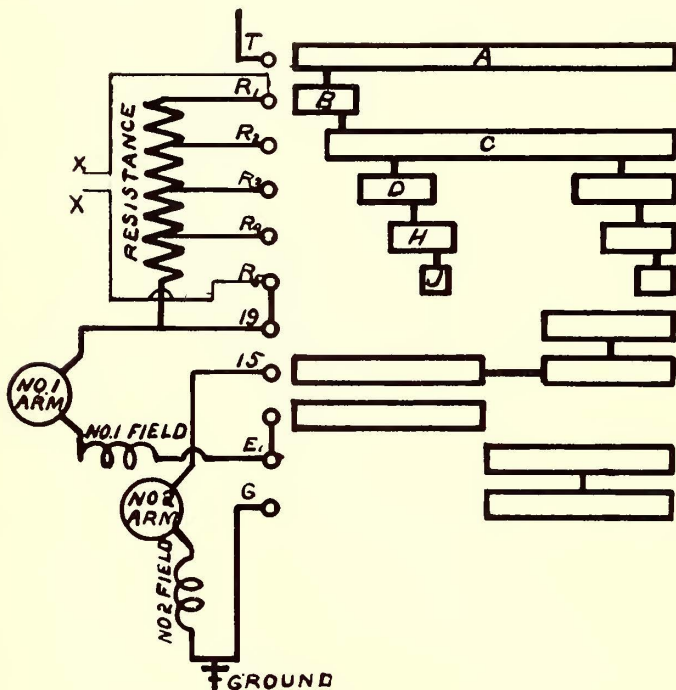 T
A
R1
B
R2
C
X
X
RESISTANCE
R3
D
R4
H
R5
J
19
15
NO.1
ARM
NO.1 FIELD
E1
G
NO 2
ARM
NO 2 FIELD
GROUND